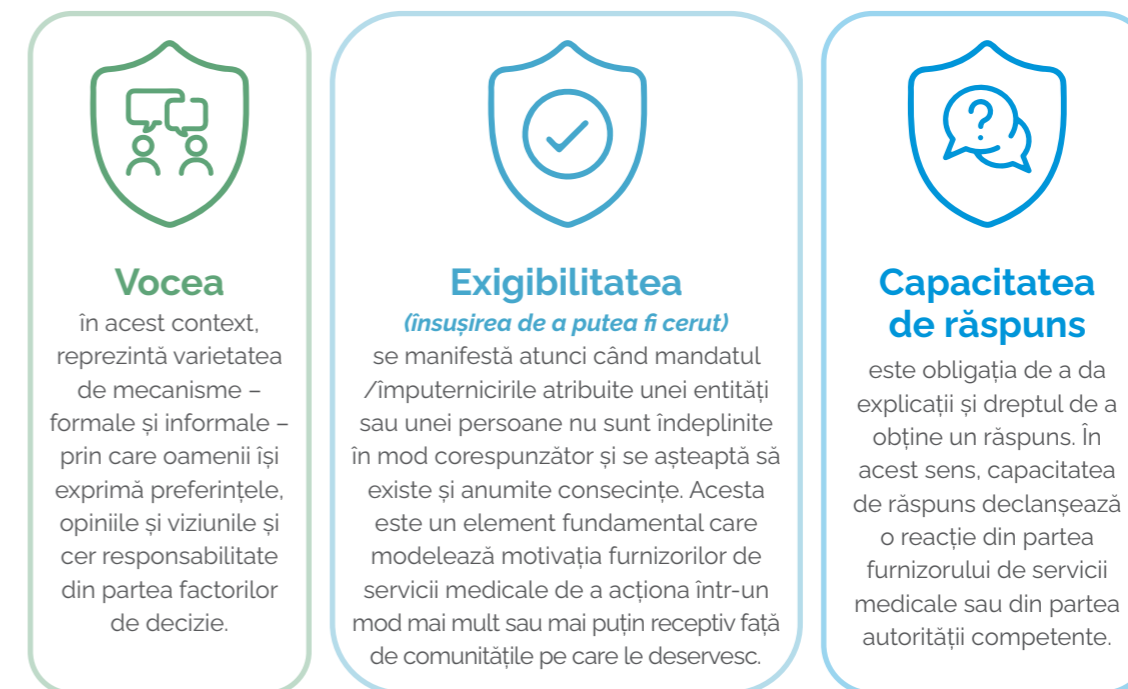 Vocea
în acest context,
reprezintă varietatea
de mecanisme –
formale și informale –
prin care oamenii își
exprimă preferințele,
opiniile și viziunile și
cer responsabilitate
din partea factorilor
de decizie.
Exigibilitatea
(însușirea de a putea fi cerut)
se manifestă atunci când mandatul
/împuternicirile atribuite unei entități
sau unei persoane nu sunt îndeplinite
în mod corespunzător și se așteaptă să
existe și anumite consecințe. Acesta
este un element fundamental care
modelează motivația furnizorilor de
servicii medicale de a acționa într-un
mod mai mult sau mai puțin receptiv față
de comunitățile pe care le deservesc.
Capacitatea
de răspuns
este obligația de a da
explicații și dreptul de a
obține un răspuns. În
acest sens, capacitatea
de răspuns declanșează
o reacție din partea
furnizorului de servicii
medicale sau din partea
autorității competente.